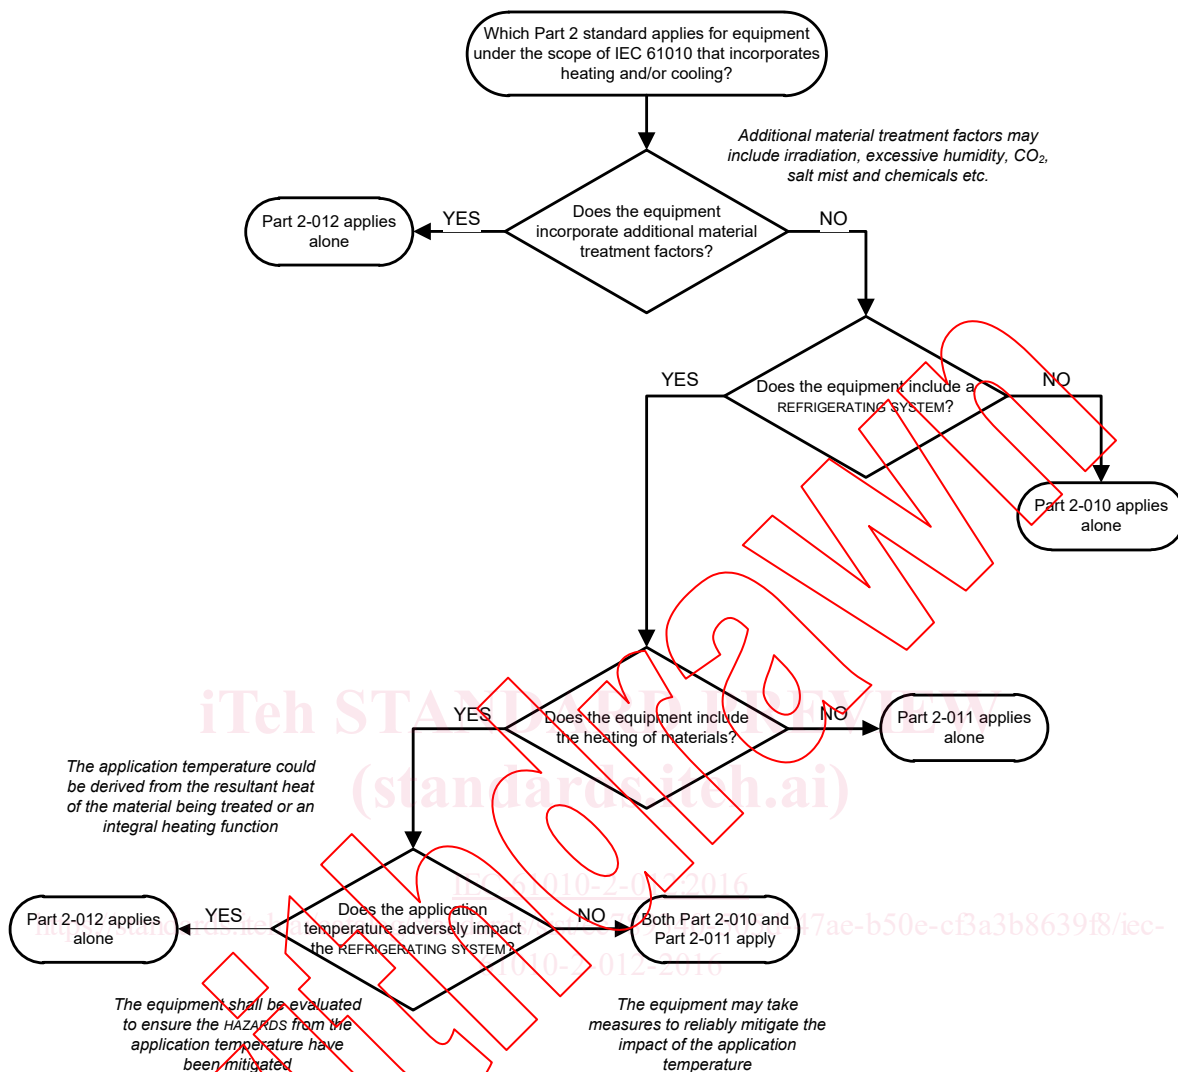 Which Part 2 standard applies for equipment
under the scope of IEC 61010 that incorporates
heating and/or cooling?
Additional material treatment factors may
include irradiation, excessive humidity, CO₂,
salt mist and chemicals etc.
Does the equipment
incorporate additional material
treatment factors?
YES
NO
Part 2-012 applies
alone
Does the equipment include a
REFRIGERATING SYSTEM?
YES
NO
Part 2-010 applies
alone
Does the equipment include
the heating of materials?
YES
NO
Part 2-011 applies
alone
iTeh STANDARD PREVIEW
(standards.iteh.ai)
The application temperature could
be derived from the resultant heat
of the material being treated or an
integral heating function
Does the application
temperature adversely impact
the REFRIGERATING SYSTEM?
YES
NO
Part 2-012 applies
alone
Both Part 2-010 and
Part 2-011 apply
IEC 61010-2-012:2016
47ae-b50e-cf3a3b8639f8/iec-
61010-2-012-2016
The equipment shall be evaluated
to ensure the HAZARDS from the
application temperature have
been mitigated
The equipment may take
measures to reliably mitigate the
impact of the application
temperature